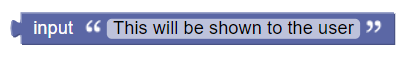 input “ This will be shown to the user ”